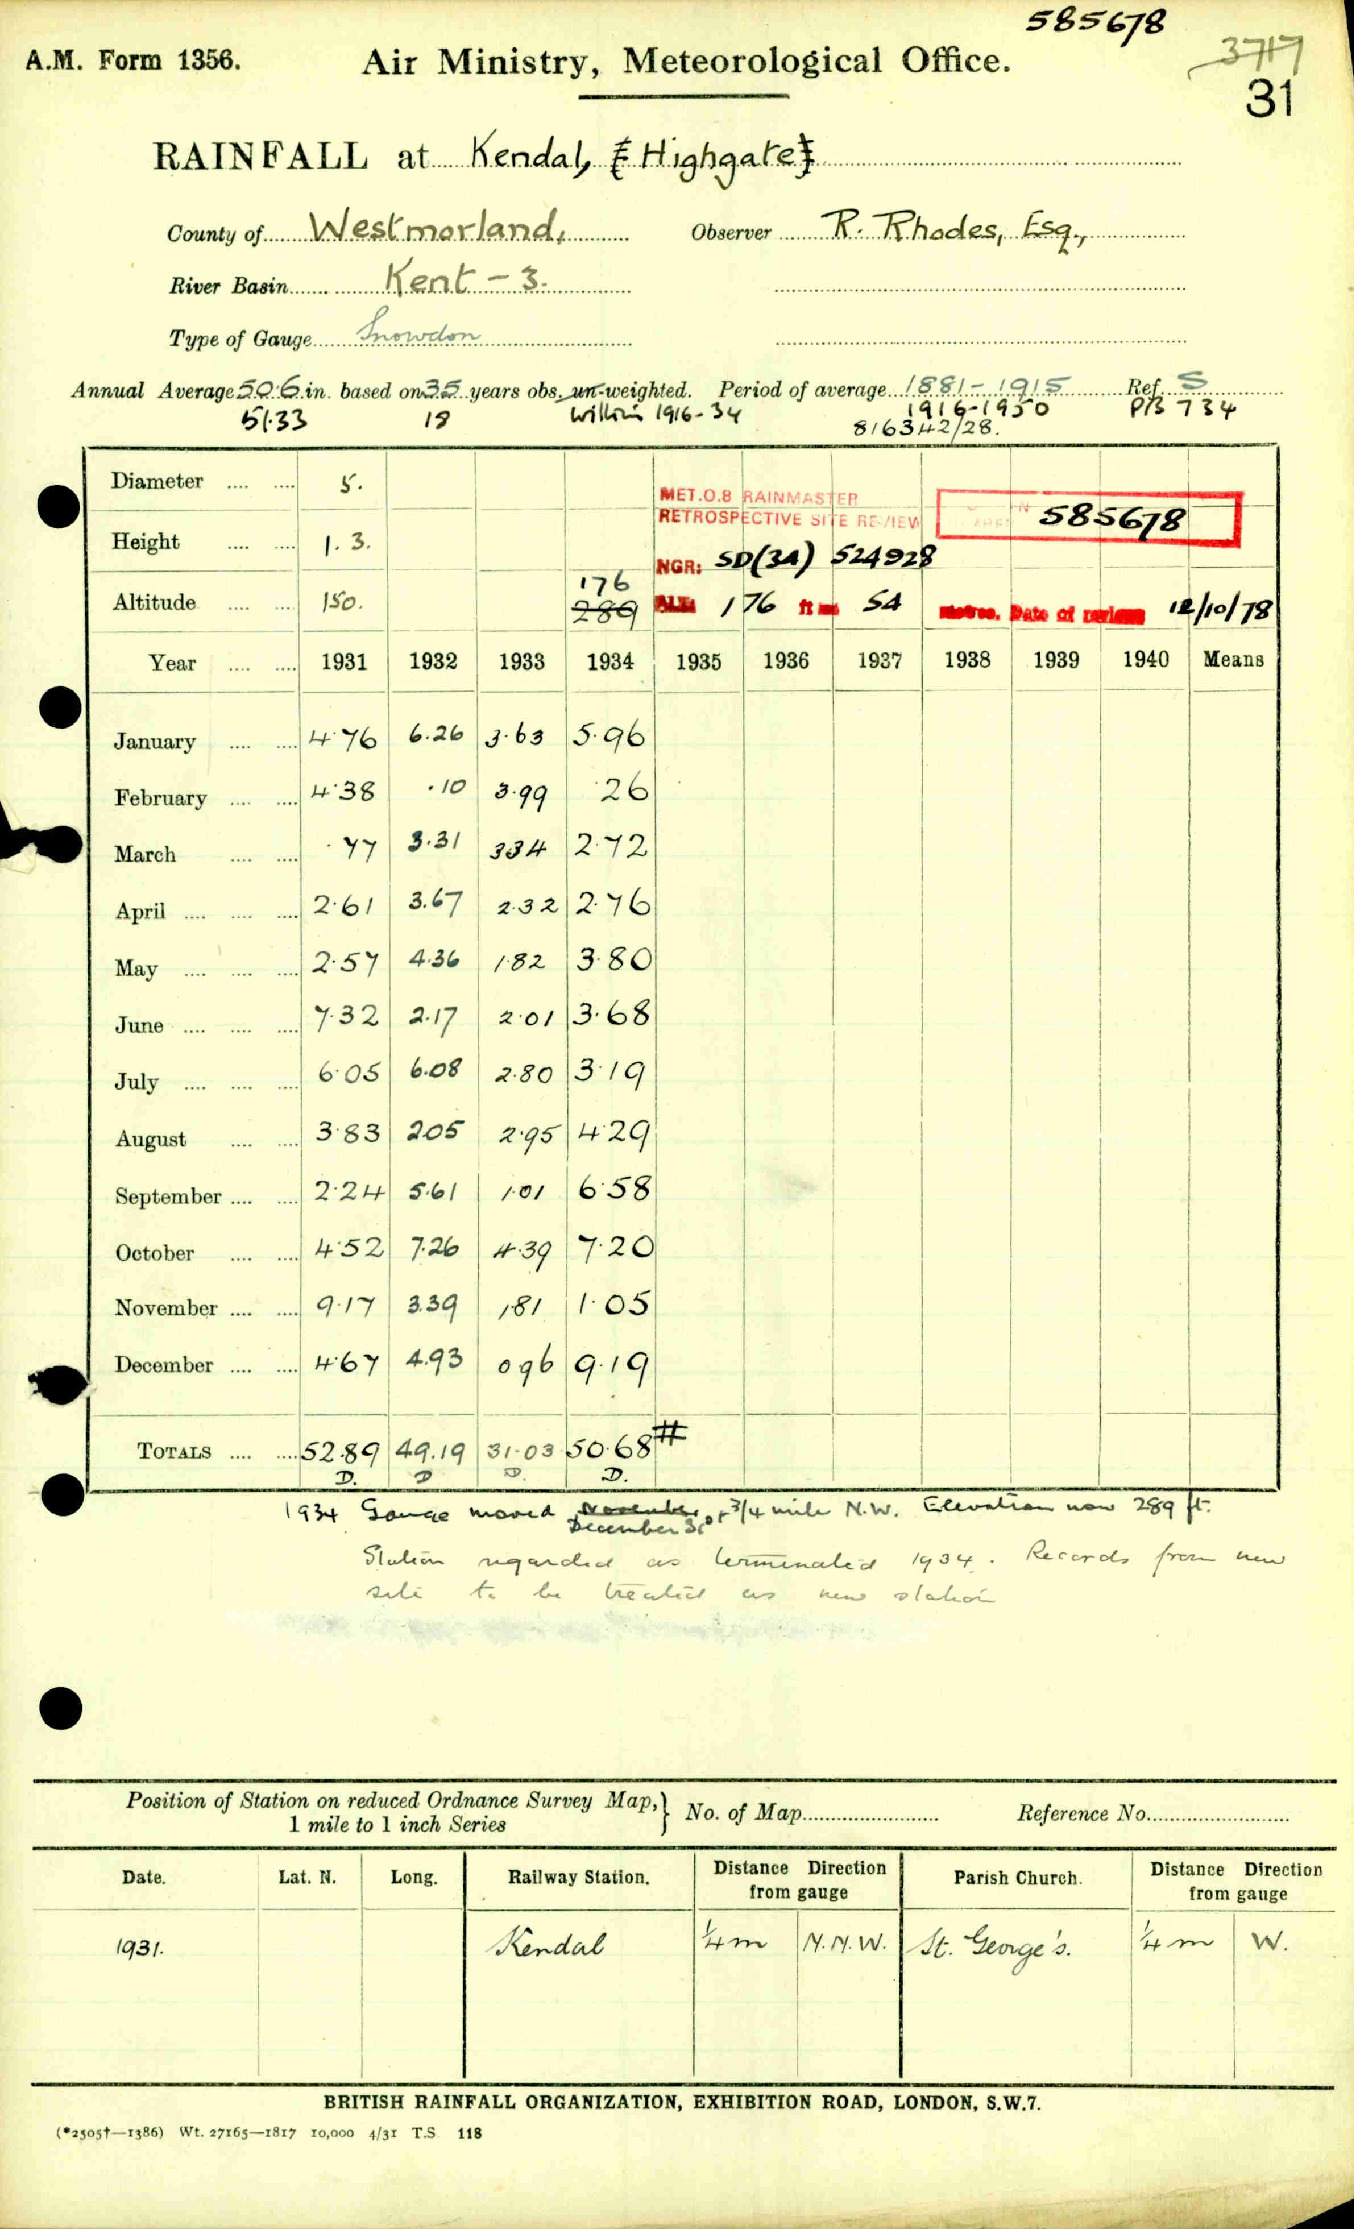 585678
A.M. Form 1356. Air Ministry, Meteorological Office. 3717
31
RAINFALL at Kendal, [Highgate]
County of Westmorland, Observer R. Rhodes, Esq.,
River Basin Kent - 3.
Type of Gauge Snowdon
Annual Average 50.6 in. based on 35 years obs. un-weighted. Period of average 1881-1915 Ref. S
51.33 18 within 1916-34 1916-1950 P/B 734
816342/28.
Diameter .... .... 5.
MET.O.8 RAINMASTER
RETROSPECTIVE SITE REVIEW 585678
Height .... .... 1. 3.
NGR: SD(34) 524928
176
Altitude .... .... 150. 289 ALT: 176 ft 54 metres. Date of review 12/10/78
Year .... .... 1931 1932 1933 1934 1935 1936 1937 1938 1939 1940 Means
January .... .... 4.76 6.26 3.63 5.96
February .... .... 4.38 .10 3.99 .26
March .... .... .77 3.31 3.34 2.72
April .... .... .... 2.61 3.67 2.32 2.76
May .... .... .... 2.57 4.36 1.82 3.80
June .... .... .... 7.32 2.17 2.01 3.68
July .... .... .... 6.05 6.08 2.80 3.19
August .... .... 3.83 2.05 2.95 4.29
September .... .... 2.24 5.61 1.01 6.58
October .... .... 4.52 7.26 4.39 7.20
November .... .... 9.17 3.39 1.81 1.05
December .... .... 4.67 4.93 0.96 9.19
TOTALS .... .... 52.89 49.19 31.03 50.68 #
D. D D. D.
1934 Gauge moved November, 3/4 mile N.W. Elevation now 289 ft.
December 31st
Station regarded as terminated 1934. Records from new
site to be treated as new station
Position of Station on reduced Ordnance Survey Map, } No. of Map Reference No.
1 mile to 1 inch Series
Date. Lat. N. Long. Railway Station. Distance Direction from gauge Parish Church. Distance Direction from gauge
1931. Kendal 1/4 m N.N.W. St. George's. 1/4 m W.
BRITISH RAINFALL ORGANIZATION, EXHIBITION ROAD, LONDON, S.W.7.
(*2505†—1386) Wt. 27165—1817 10,000 4/31 T.S 118